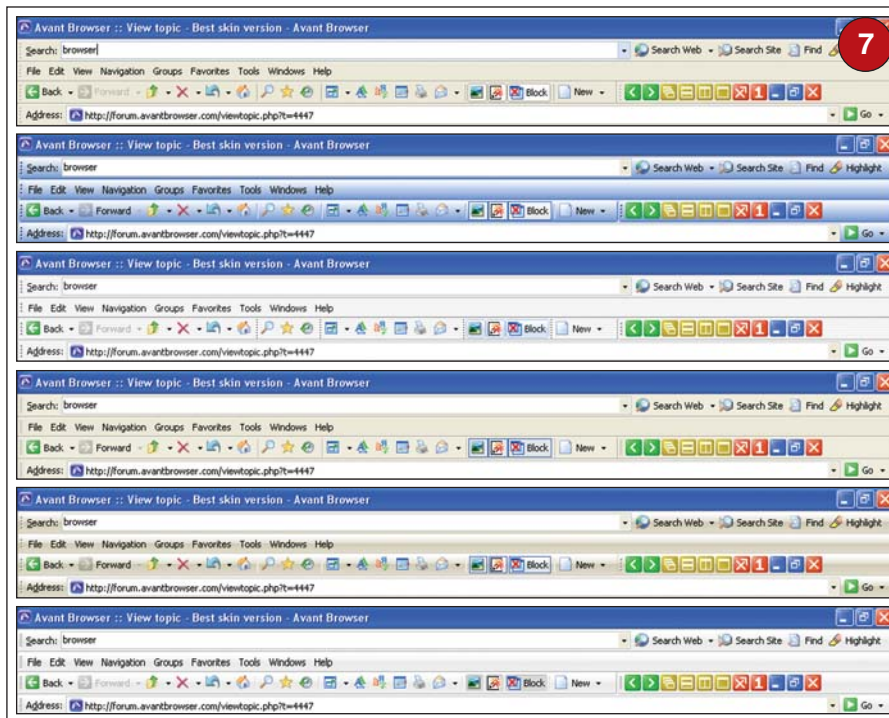 Avant Browser :: View topic - Best skin version - Avant Browser
7
Search: browser Search Web Search Site Find
File Edit View Navigation Groups Favorites Tools Windows Help
Back Forward Block New 1
Address: http://forum.avantbrowser.com/viewtopic.php?t=4447 Go
Avant Browser :: View topic - Best skin version - Avant Browser
Search: browser Search Web Search Site Find Highlight
File Edit View Navigation Groups Favorites Tools Windows Help
Back Forward Block New 1
Address: http://forum.avantbrowser.com/viewtopic.php?t=4447 Go
Avant Browser :: View topic - Best skin version - Avant Browser
Search: browser Search Web Search Site Find Highlight
File Edit View Navigation Groups Favorites Tools Windows Help
Back Forward Block New 1
Address: http://forum.avantbrowser.com/viewtopic.php?t=4447 Go
Avant Browser :: View topic - Best skin version - Avant Browser
Search: browser Search Web Search Site Find Highlight
File Edit View Navigation Groups Favorites Tools Windows Help
Back Forward Block New 1
Address: http://forum.avantbrowser.com/viewtopic.php?t=4447 Go
Avant Browser :: View topic - Best skin version - Avant Browser
Search: browser Search Web Search Site Find Highlight
File Edit View Navigation Groups Favorites Tools Windows Help
Back Forward Block New 1
Address: http://forum.avantbrowser.com/viewtopic.php?t=4447 Go
Avant Browser :: View topic - Best skin version - Avant Browser
Search: browser Search Web Search Site Find Highlight
File Edit View Navigation Groups Favorites Tools Windows Help
Back Forward Block New 1
Address: http://forum.avantbrowser.com/viewtopic.php?t=4447 Go